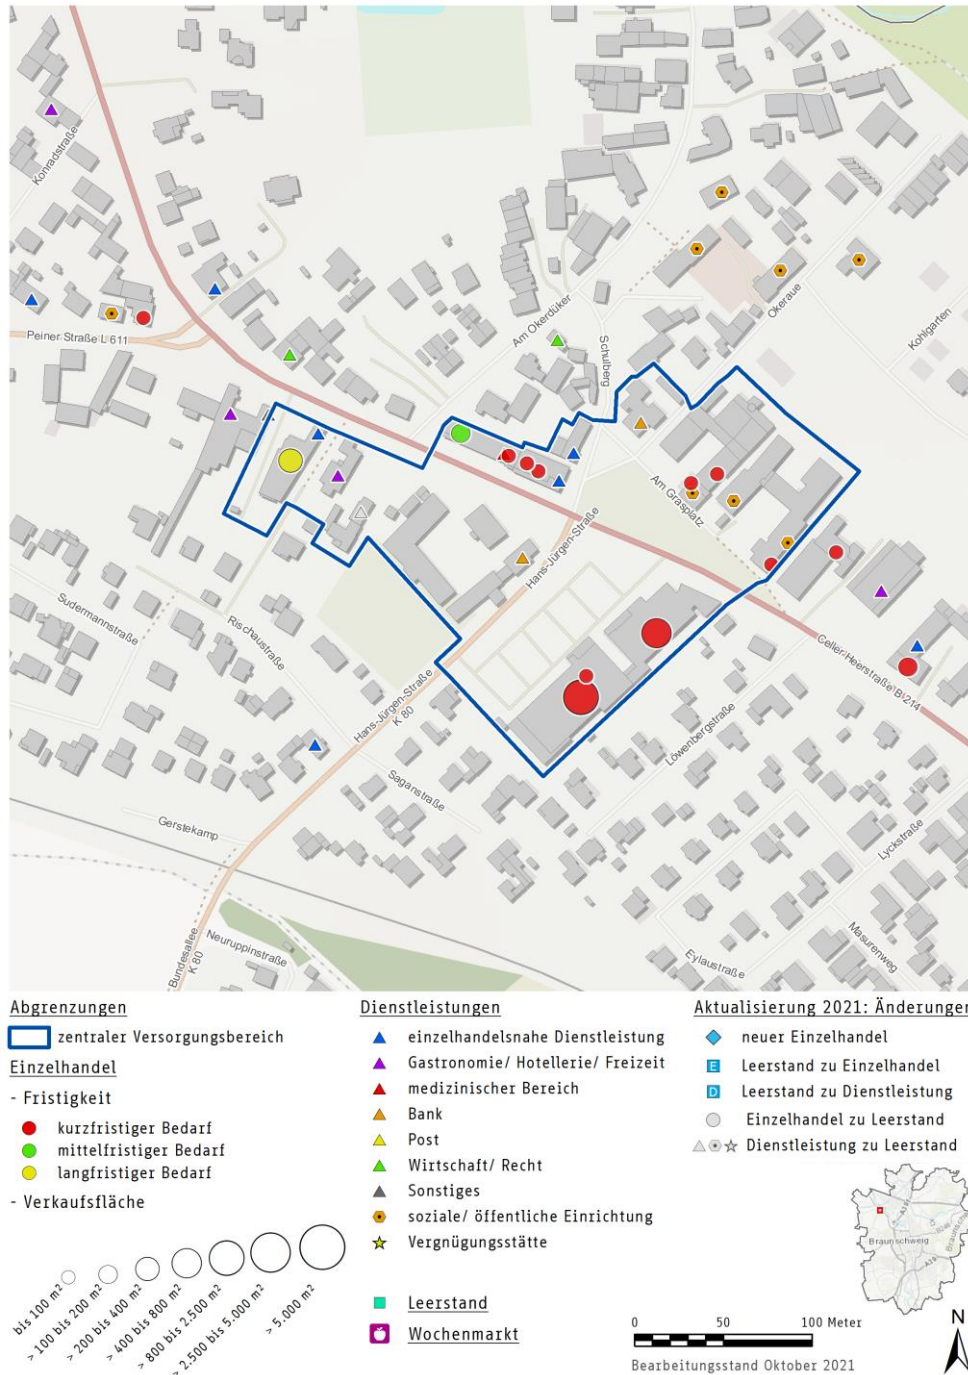 Konradstraße
Peiner Straße L 611
Am Okerdüker
Schulberg
Okeraue
Kohlgarten
Am Grasplatz
Hans-Jürgen-Straße
Sudermannstraße
Rischaustraße
Hans-Jürgen-Straße
K 80
Celler Heerstraße B 214
Löwenbergstraße
Saganstraße
Gerstekamp
Lyckstraße
Masurenweg
Eylaustraße
Neuruppinstraße
Bundesallee
K 80
Abgrenzungen
zentraler Versorgungsbereich
Einzelhandel
- Fristigkeit
kurzfristiger Bedarf
mittelfristiger Bedarf
langfristiger Bedarf
- Verkaufsfläche
bis 100 m²
> 100 bis 200 m²
> 200 bis 400 m²
> 400 bis 800 m²
> 800 bis 2.500 m²
> 2.500 bis 5.000 m²
> 5.000 m²
Dienstleistungen
einzelhandelsnahe Dienstleistung
Gastronomie/ Hotellerie/ Freizeit
medizinischer Bereich
Bank
Post
Wirtschaft/ Recht
Sonstiges
soziale/ öffentliche Einrichtung
Vergnügungsstätte
Leerstand
Wochenmarkt
Aktualisierung 2021: Änderungen
neuer Einzelhandel
E Leerstand zu Einzelhandel
D Leerstand zu Dienstleistung
Einzelhandel zu Leerstand
Dienstleistung zu Leerstand
Braunschweig
N
0 50 100 Meter
Bearbeitungsstand Oktober 2021